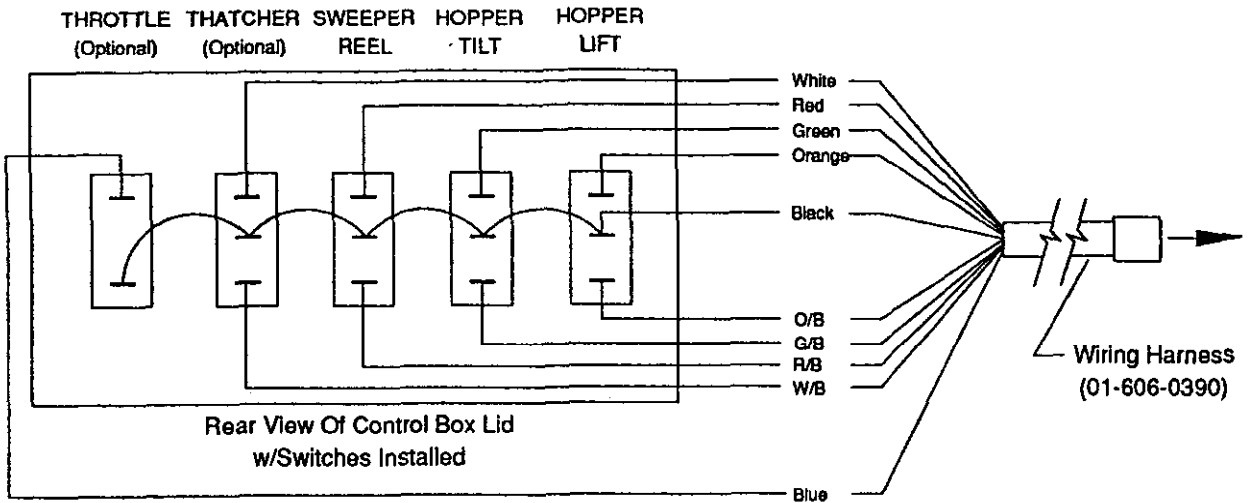 THROTTLE THATCHER SWEEPER HOPPER HOPPER
(Optional) (Optional) REEL TILT LIFT
White
Red
Green
Orange
Black
O/B
G/B
R/B
W/B
Wiring Harness
(01-606-0390)
Rear View Of Control Box Lid
w/Switches Installed
Blue